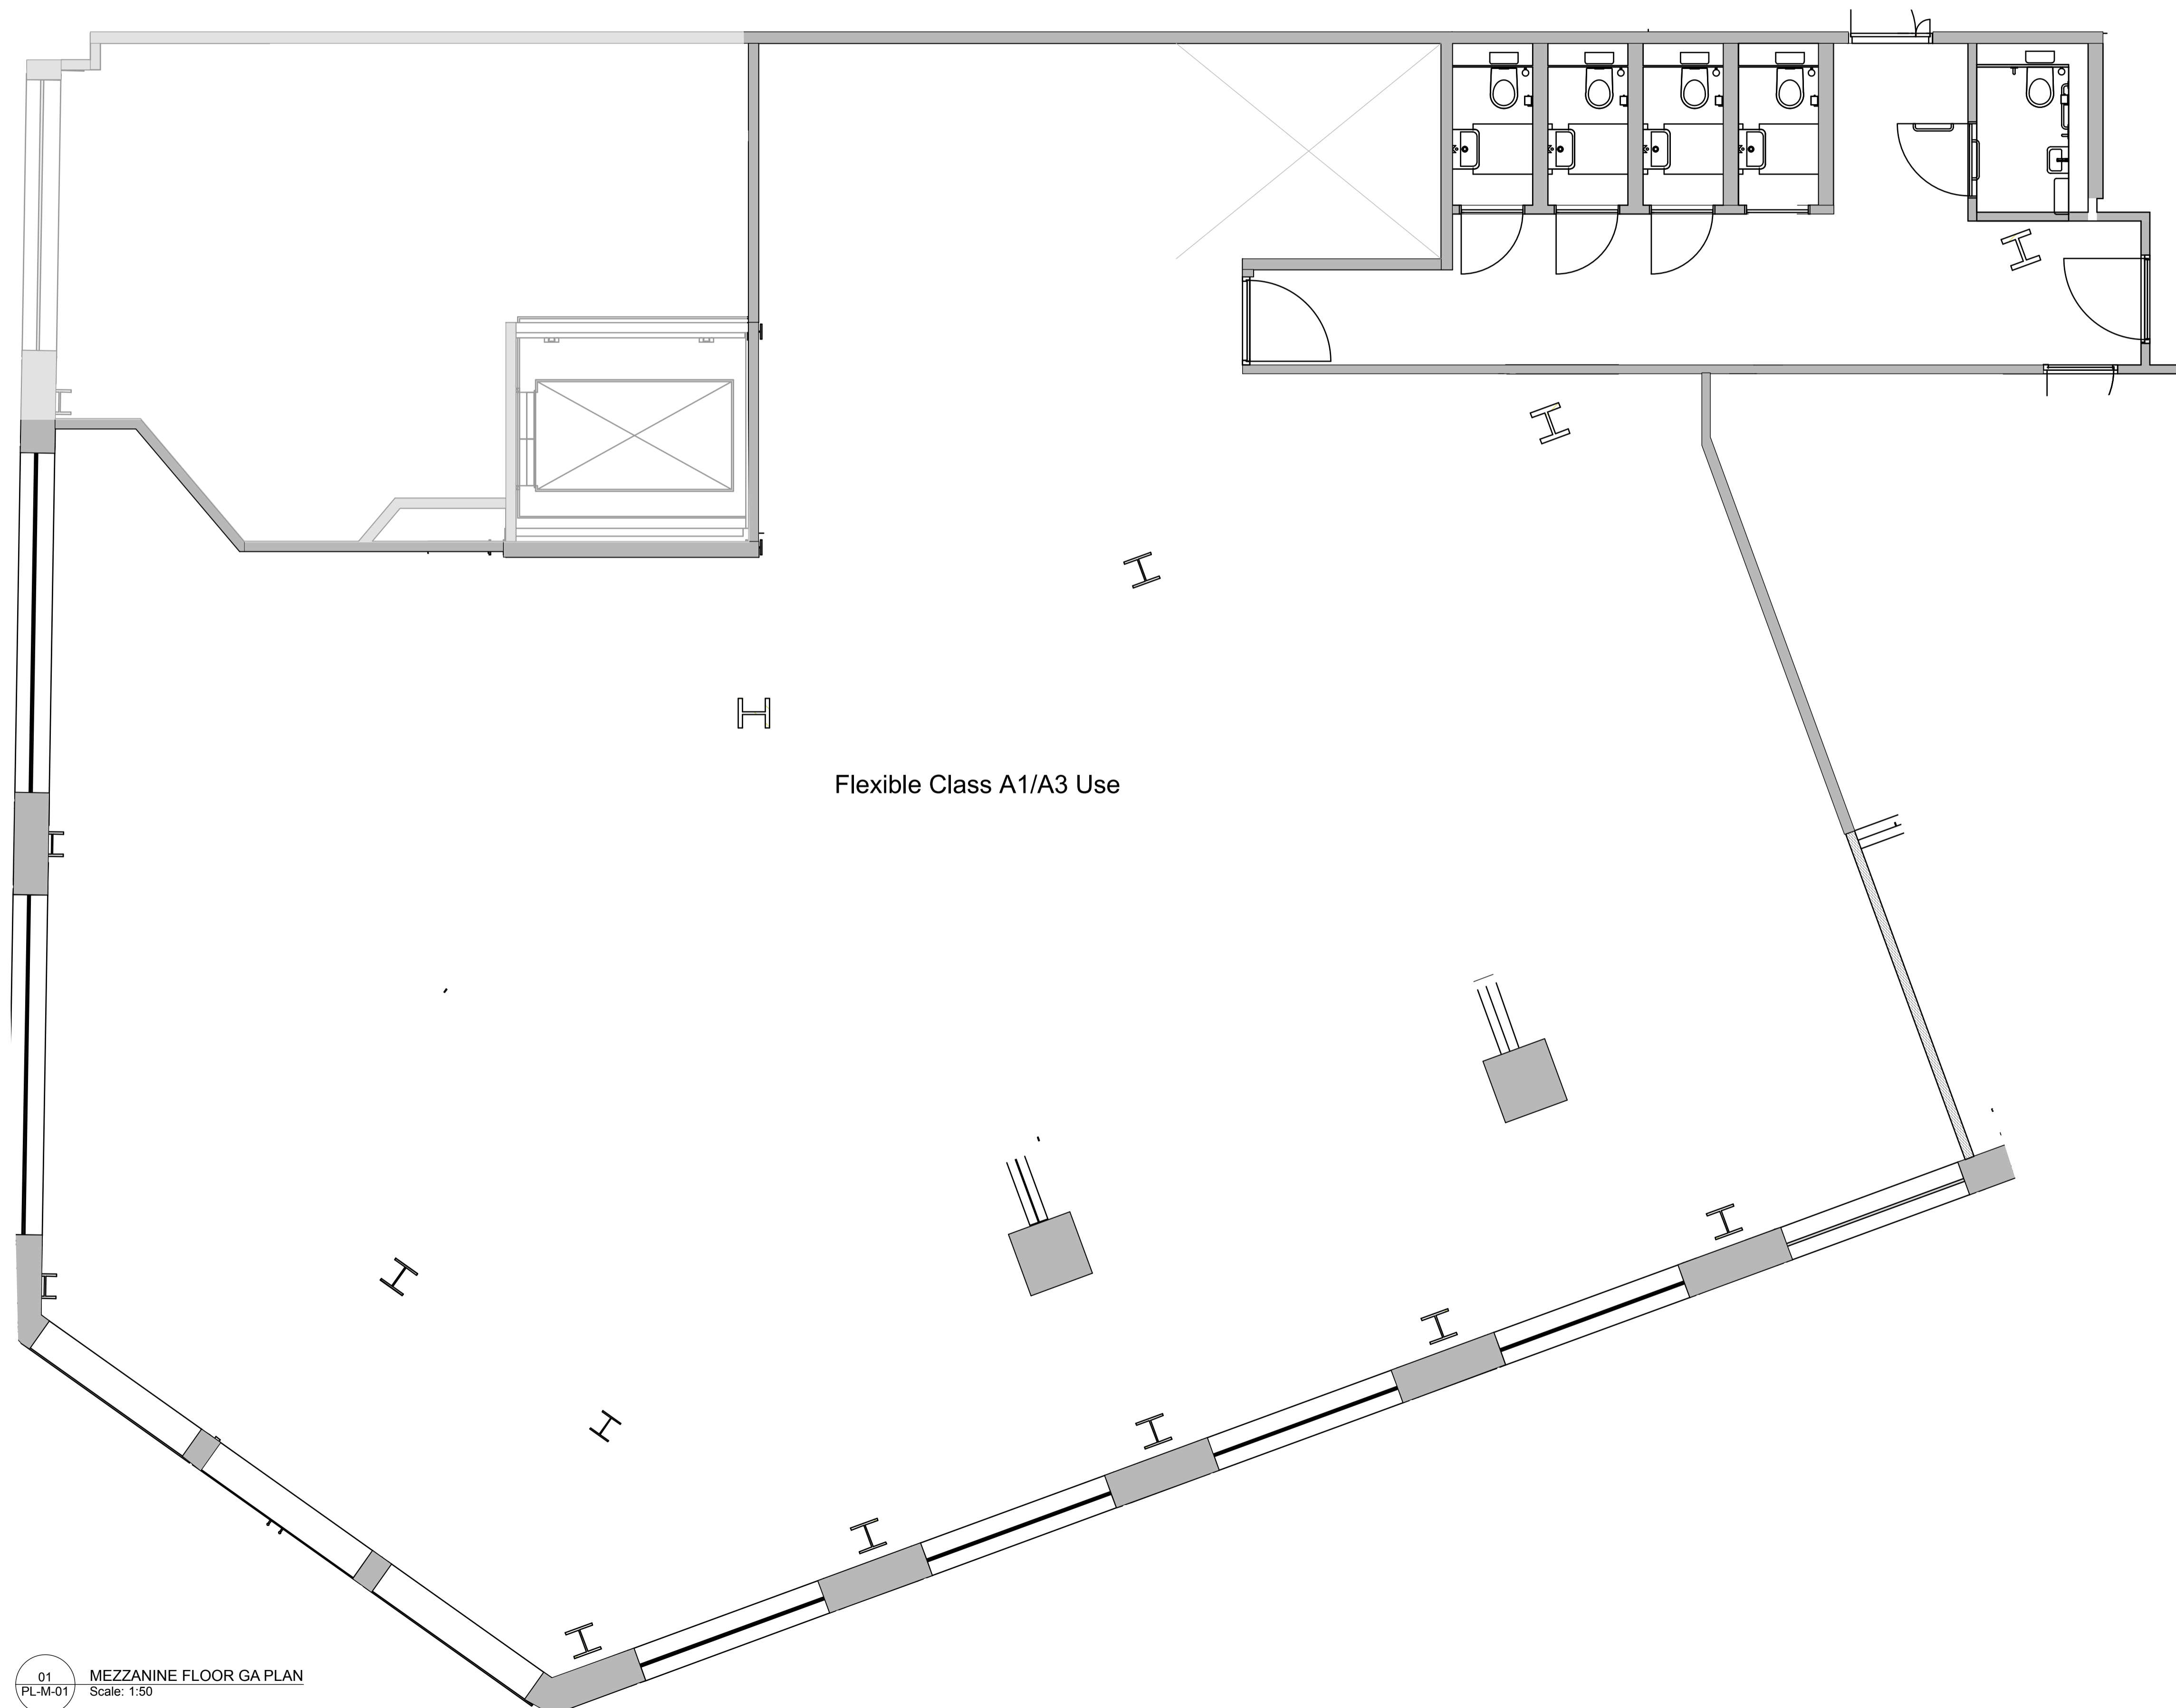 Flexible Class A1/A3 Use
01
PL-M-01
MEZZANINE FLOOR GA PLAN
Scale: 1:50